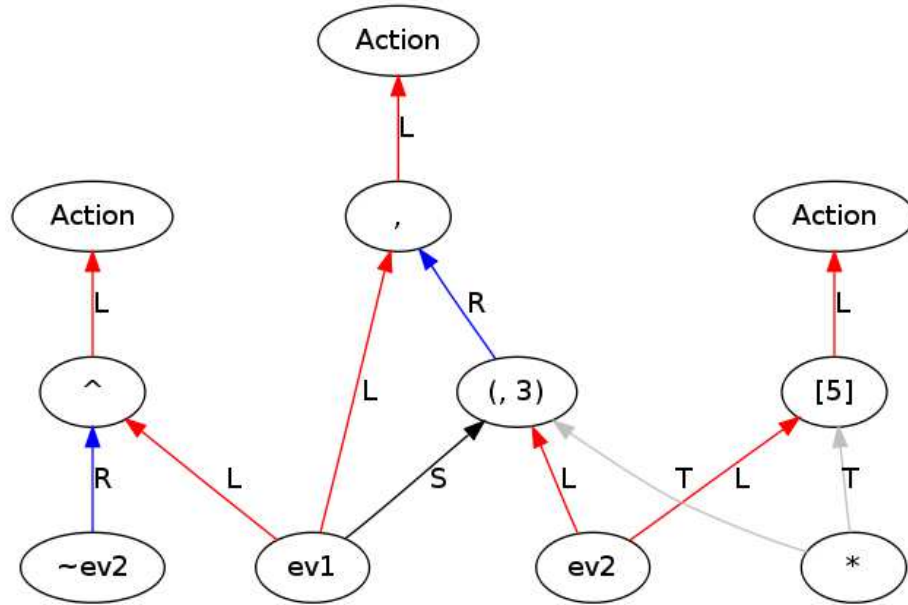 Action
L
Action
,
Action
L
R
L
^
L
(, 3)
[5]
R
L
S
L
T
L
T
~ev2
ev1
ev2
*